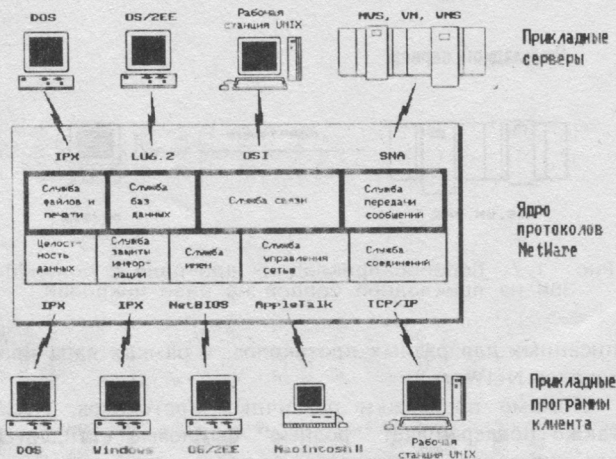 DOS
OS/2EE
Рабочая
станция UNIX
MVS, VM, VMS
Прикладные
серверы
IPX
LU6.2
OSI
SNA
Служба
файлов и
печати
Служба
баз
данных
Служба связи
Служба
передачи
сообщений
Ядро
протоколов
NetWare
Целост-
ность
данных
Служба
защиты
инфор-
мации
Служба
имен
Служба
управления
сетью
Служба
соединений
IPX
IPX
NetBIOS
AppleTalk
TCP/IP
Прикладные
программы
клиента
DOS
Windows
OS/2EE
Macintosh II
Рабочая
станция UNIX